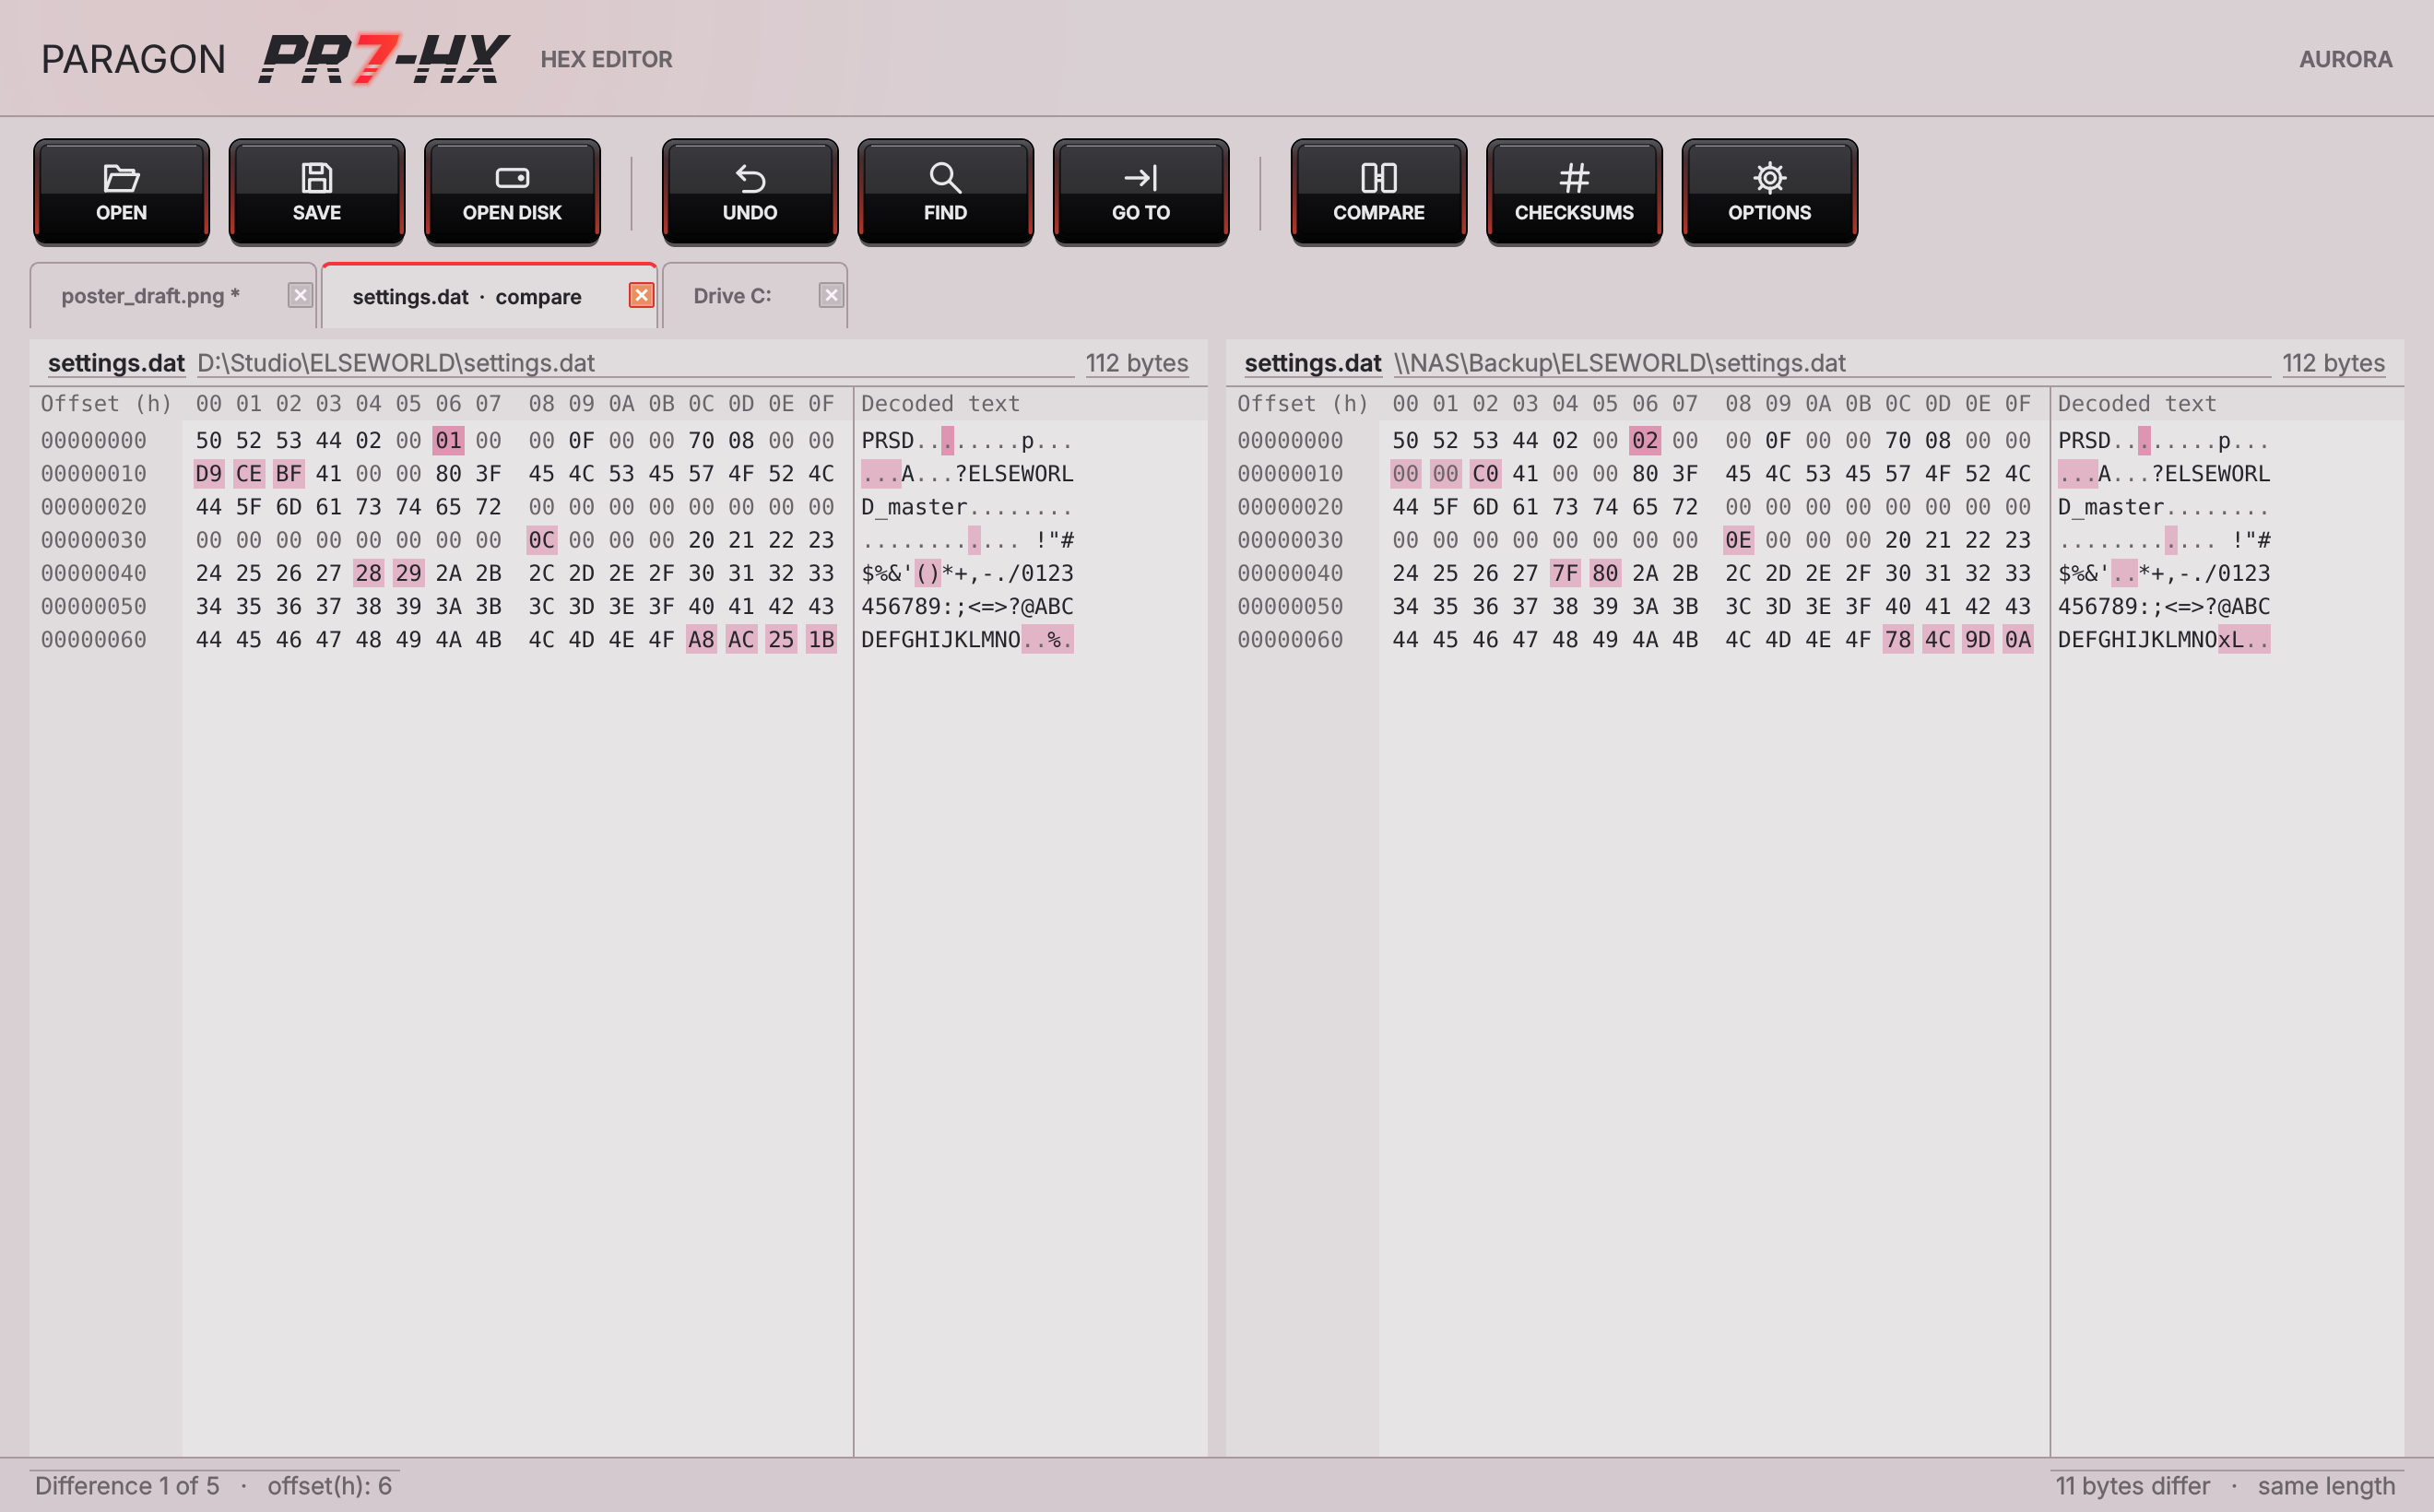 PARAGON PR7-HX HEX EDITOR AURORA
OPEN SAVE OPEN DISK UNDO FIND GO TO COMPARE CHECKSUMS OPTIONS
poster_draft.png * settings.dat · compare Drive C:
settings.dat D:\Studio\ELSEWORLD\settings.dat 112 bytes
Offset (h) 00 01 02 03 04 05 06 07 08 09 0A 0B 0C 0D 0E 0F Decoded text
00000000 50 52 53 44 02 00 01 00 00 0F 00 00 70 08 00 00 PRSD........p...
00000010 D9 CE BF 41 00 00 80 3F 45 4C 53 45 57 4F 52 4C ...A...?ELSEWORL
00000020 44 5F 6D 61 73 74 65 72 00 00 00 00 00 00 00 00 D_master........
00000030 00 00 00 00 00 00 00 00 0C 00 00 00 20 21 22 23 ............ !"#
00000040 24 25 26 27 28 29 2A 2B 2C 2D 2E 2F 30 31 32 33 $%&'()*+,-./0123
00000050 34 35 36 37 38 39 3A 3B 3C 3D 3E 3F 40 41 42 43 456789:;<=>?@ABC
00000060 44 45 46 47 48 49 4A 4B 4C 4D 4E 4F A8 AC 25 1B DEFGHIJKLMNO..%.
settings.dat \\NAS\Backup\ELSEWORLD\settings.dat 112 bytes
Offset (h) 00 01 02 03 04 05 06 07 08 09 0A 0B 0C 0D 0E 0F Decoded text
00000000 50 52 53 44 02 00 02 00 00 0F 00 00 70 08 00 00 PRSD........p...
00000010 00 00 C0 41 00 00 80 3F 45 4C 53 45 57 4F 52 4C ...A...?ELSEWORL
00000020 44 5F 6D 61 73 74 65 72 00 00 00 00 00 00 00 00 D_master........
00000030 00 00 00 00 00 00 00 00 0E 00 00 00 20 21 22 23 ............ !"#
00000040 24 25 26 27 7F 80 2A 2B 2C 2D 2E 2F 30 31 32 33 $%&'..*+,-./0123
00000050 34 35 36 37 38 39 3A 3B 3C 3D 3E 3F 40 41 42 43 456789:;<=>?@ABC
00000060 44 45 46 47 48 49 4A 4B 4C 4D 4E 4F 78 4C 9D 0A DEFGHIJKLMNOxL..
Difference 1 of 5 · offset(h): 6 11 bytes differ · same length